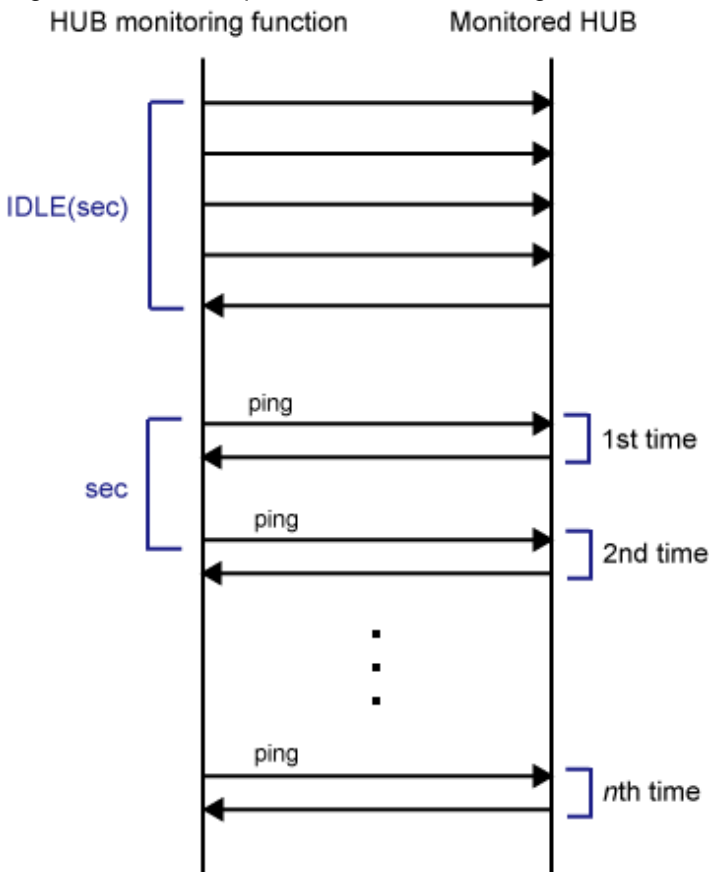 HUB monitoring function Monitored HUB
IDLE(sec)
ping
1st time
sec
ping
2nd time
ping
nth time